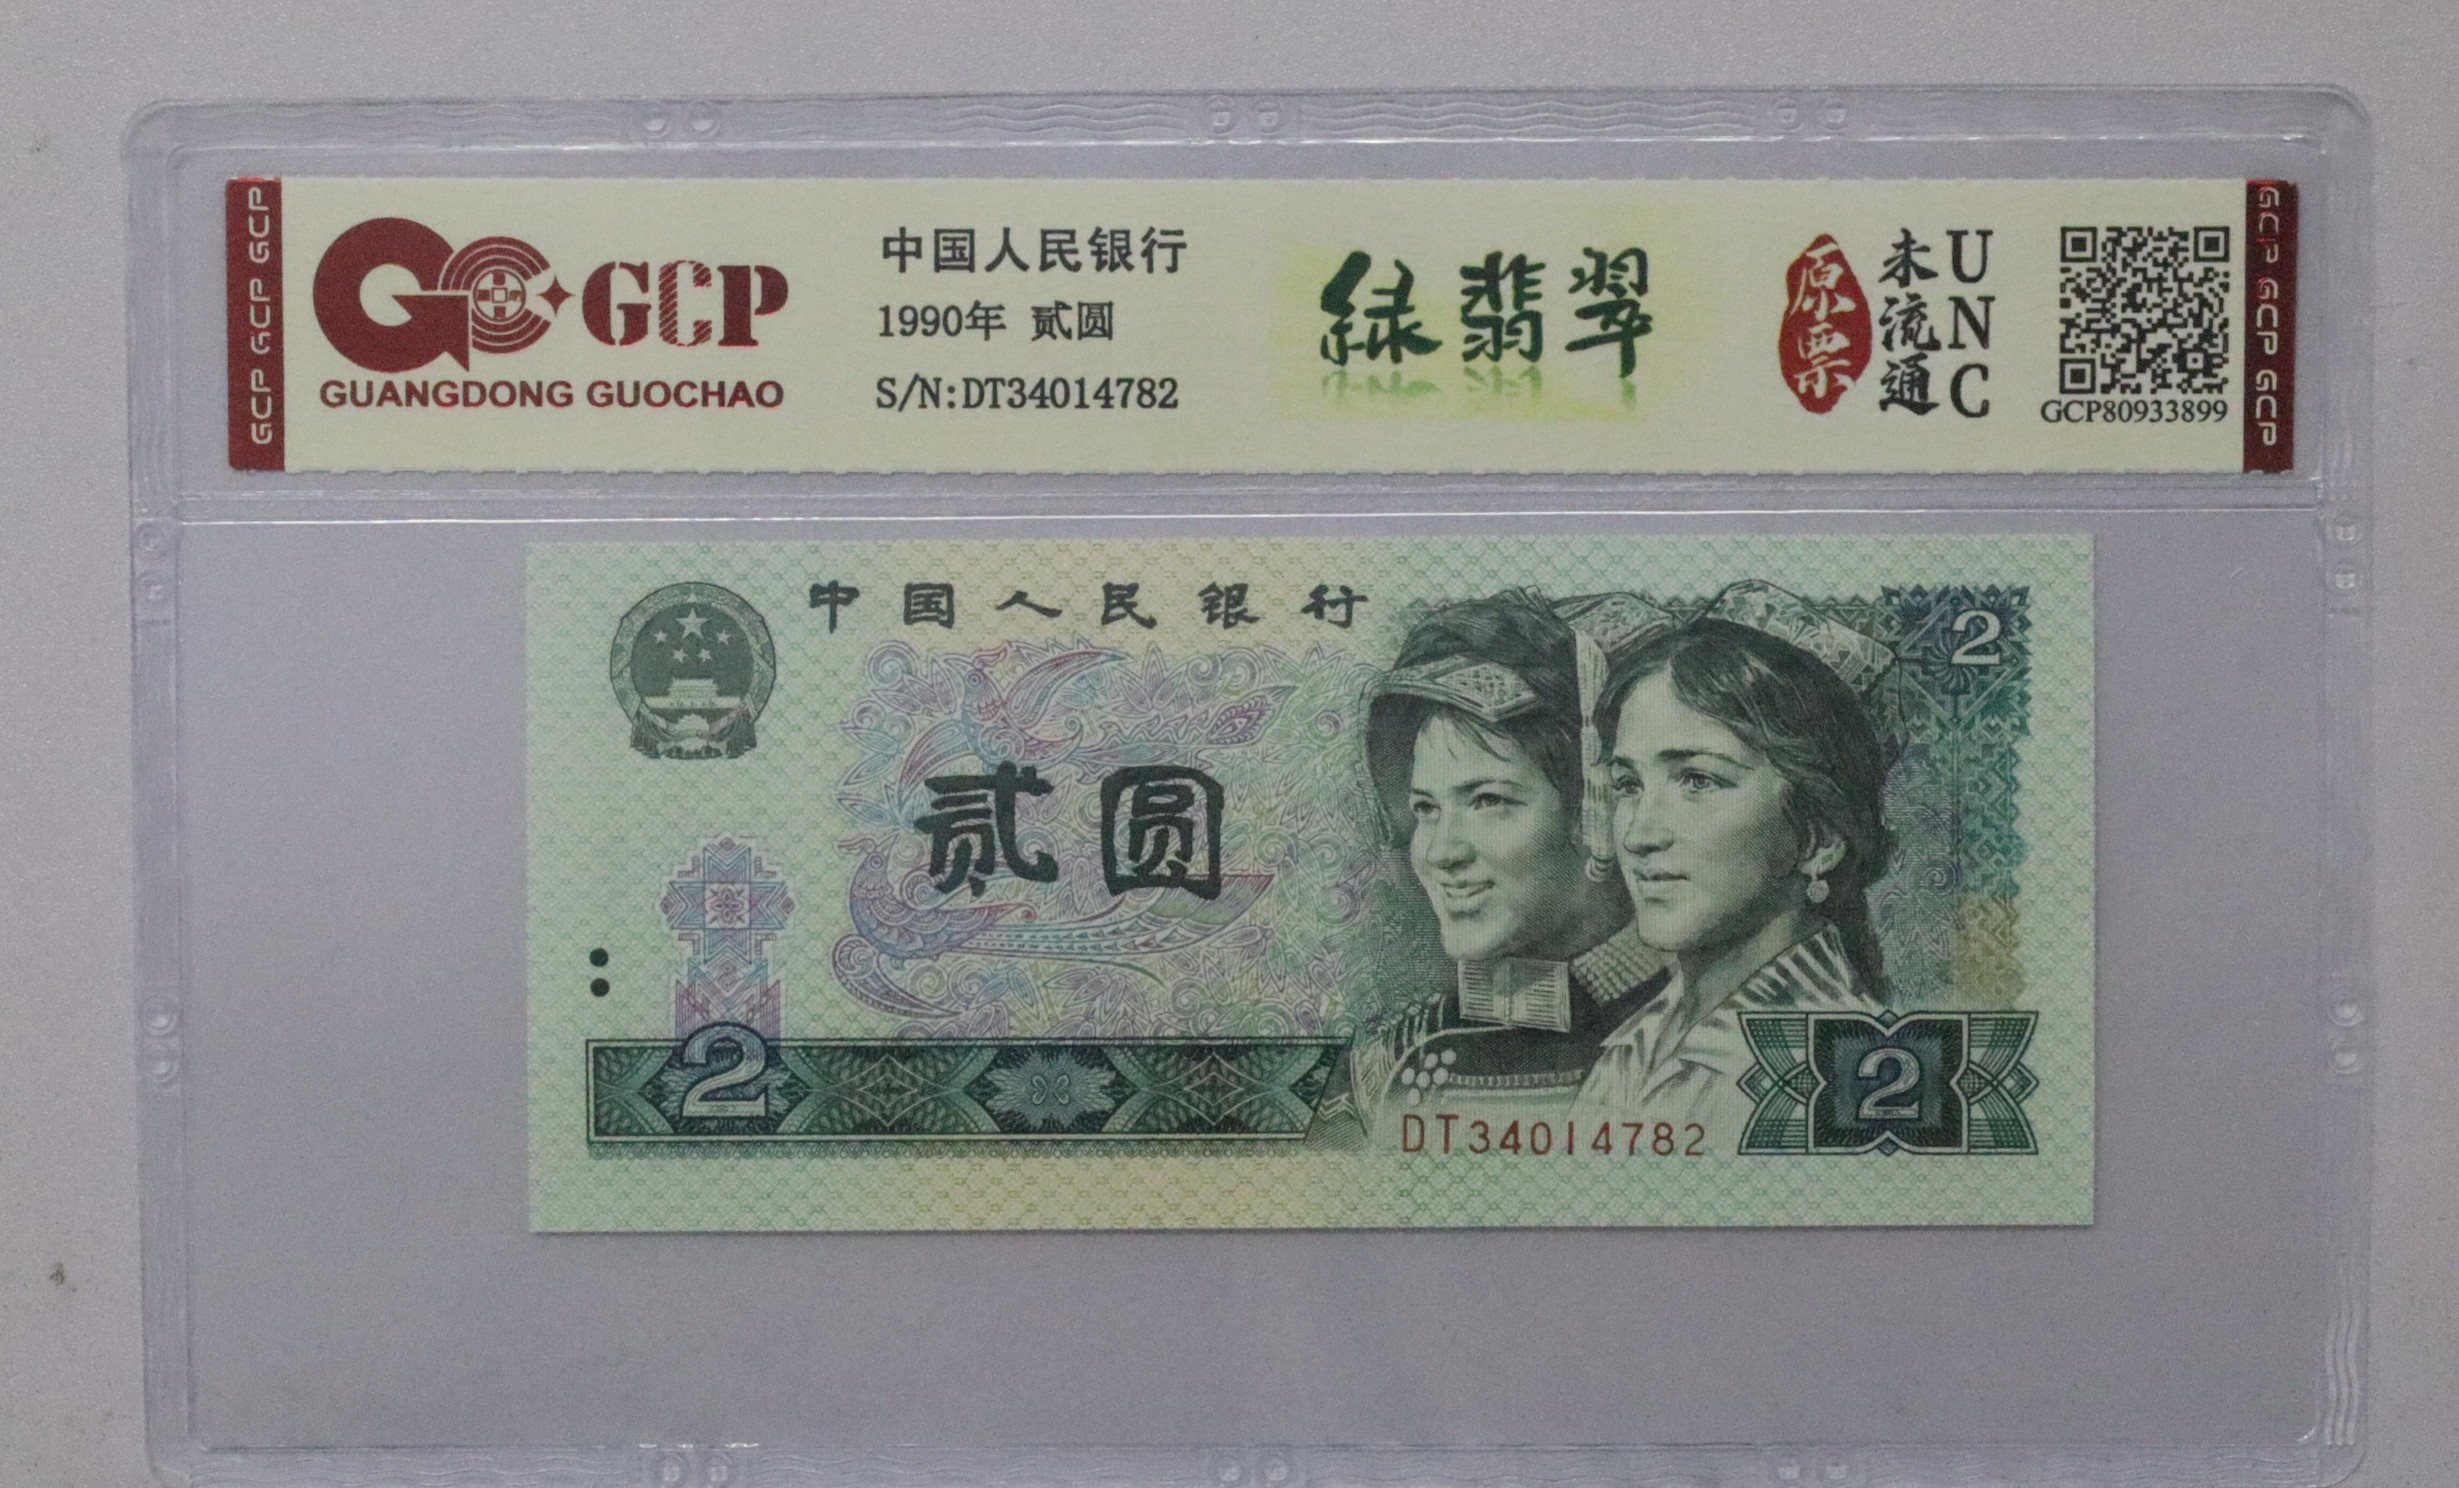 GCP GCP GCP
GCP
GUANGDONG GUOCHAO
中国人民银行
1990年 贰圆
S/N:DT34014782
绿翡翠
原票
未流通
UNC
GCP80933899
GCP GCP GCP
中国人民银行
2
贰圆
2
DT34014782
2